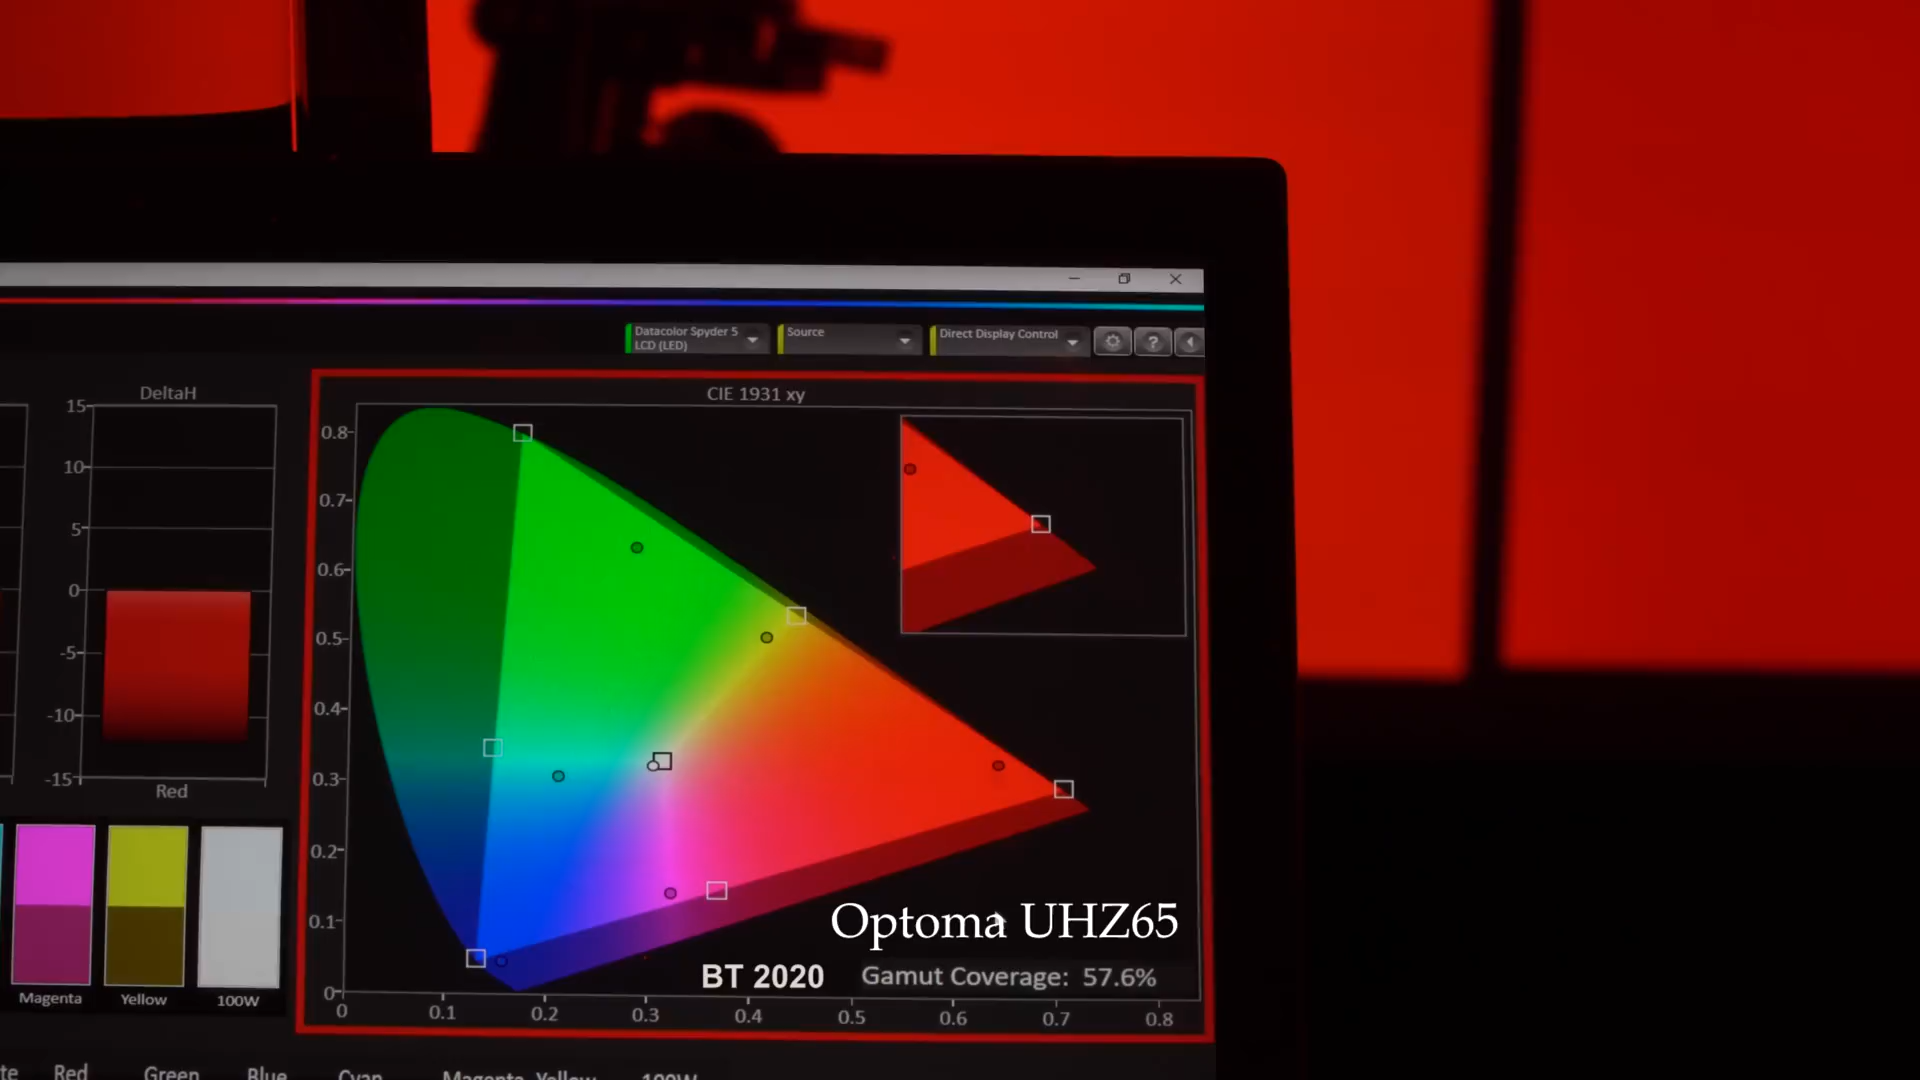 Datacolor Spyder 5
LCD (LED)
Source
Direct Display Control
?
DeltaH
15
10
5
0
-5
-10
-15
Red
Magenta
Yellow
100W
CIE 1931 xy
0.8
0.7
0.6
0.5
0.4
0.3
0.2
0.1
0
0
0.1
0.2
0.3
0.4
0.5
0.6
0.7
0.8
Optoma UHZ65
BT 2020 Gamut Coverage: 57.6%
Red Green Blue Cyan Magenta Yellow 100W